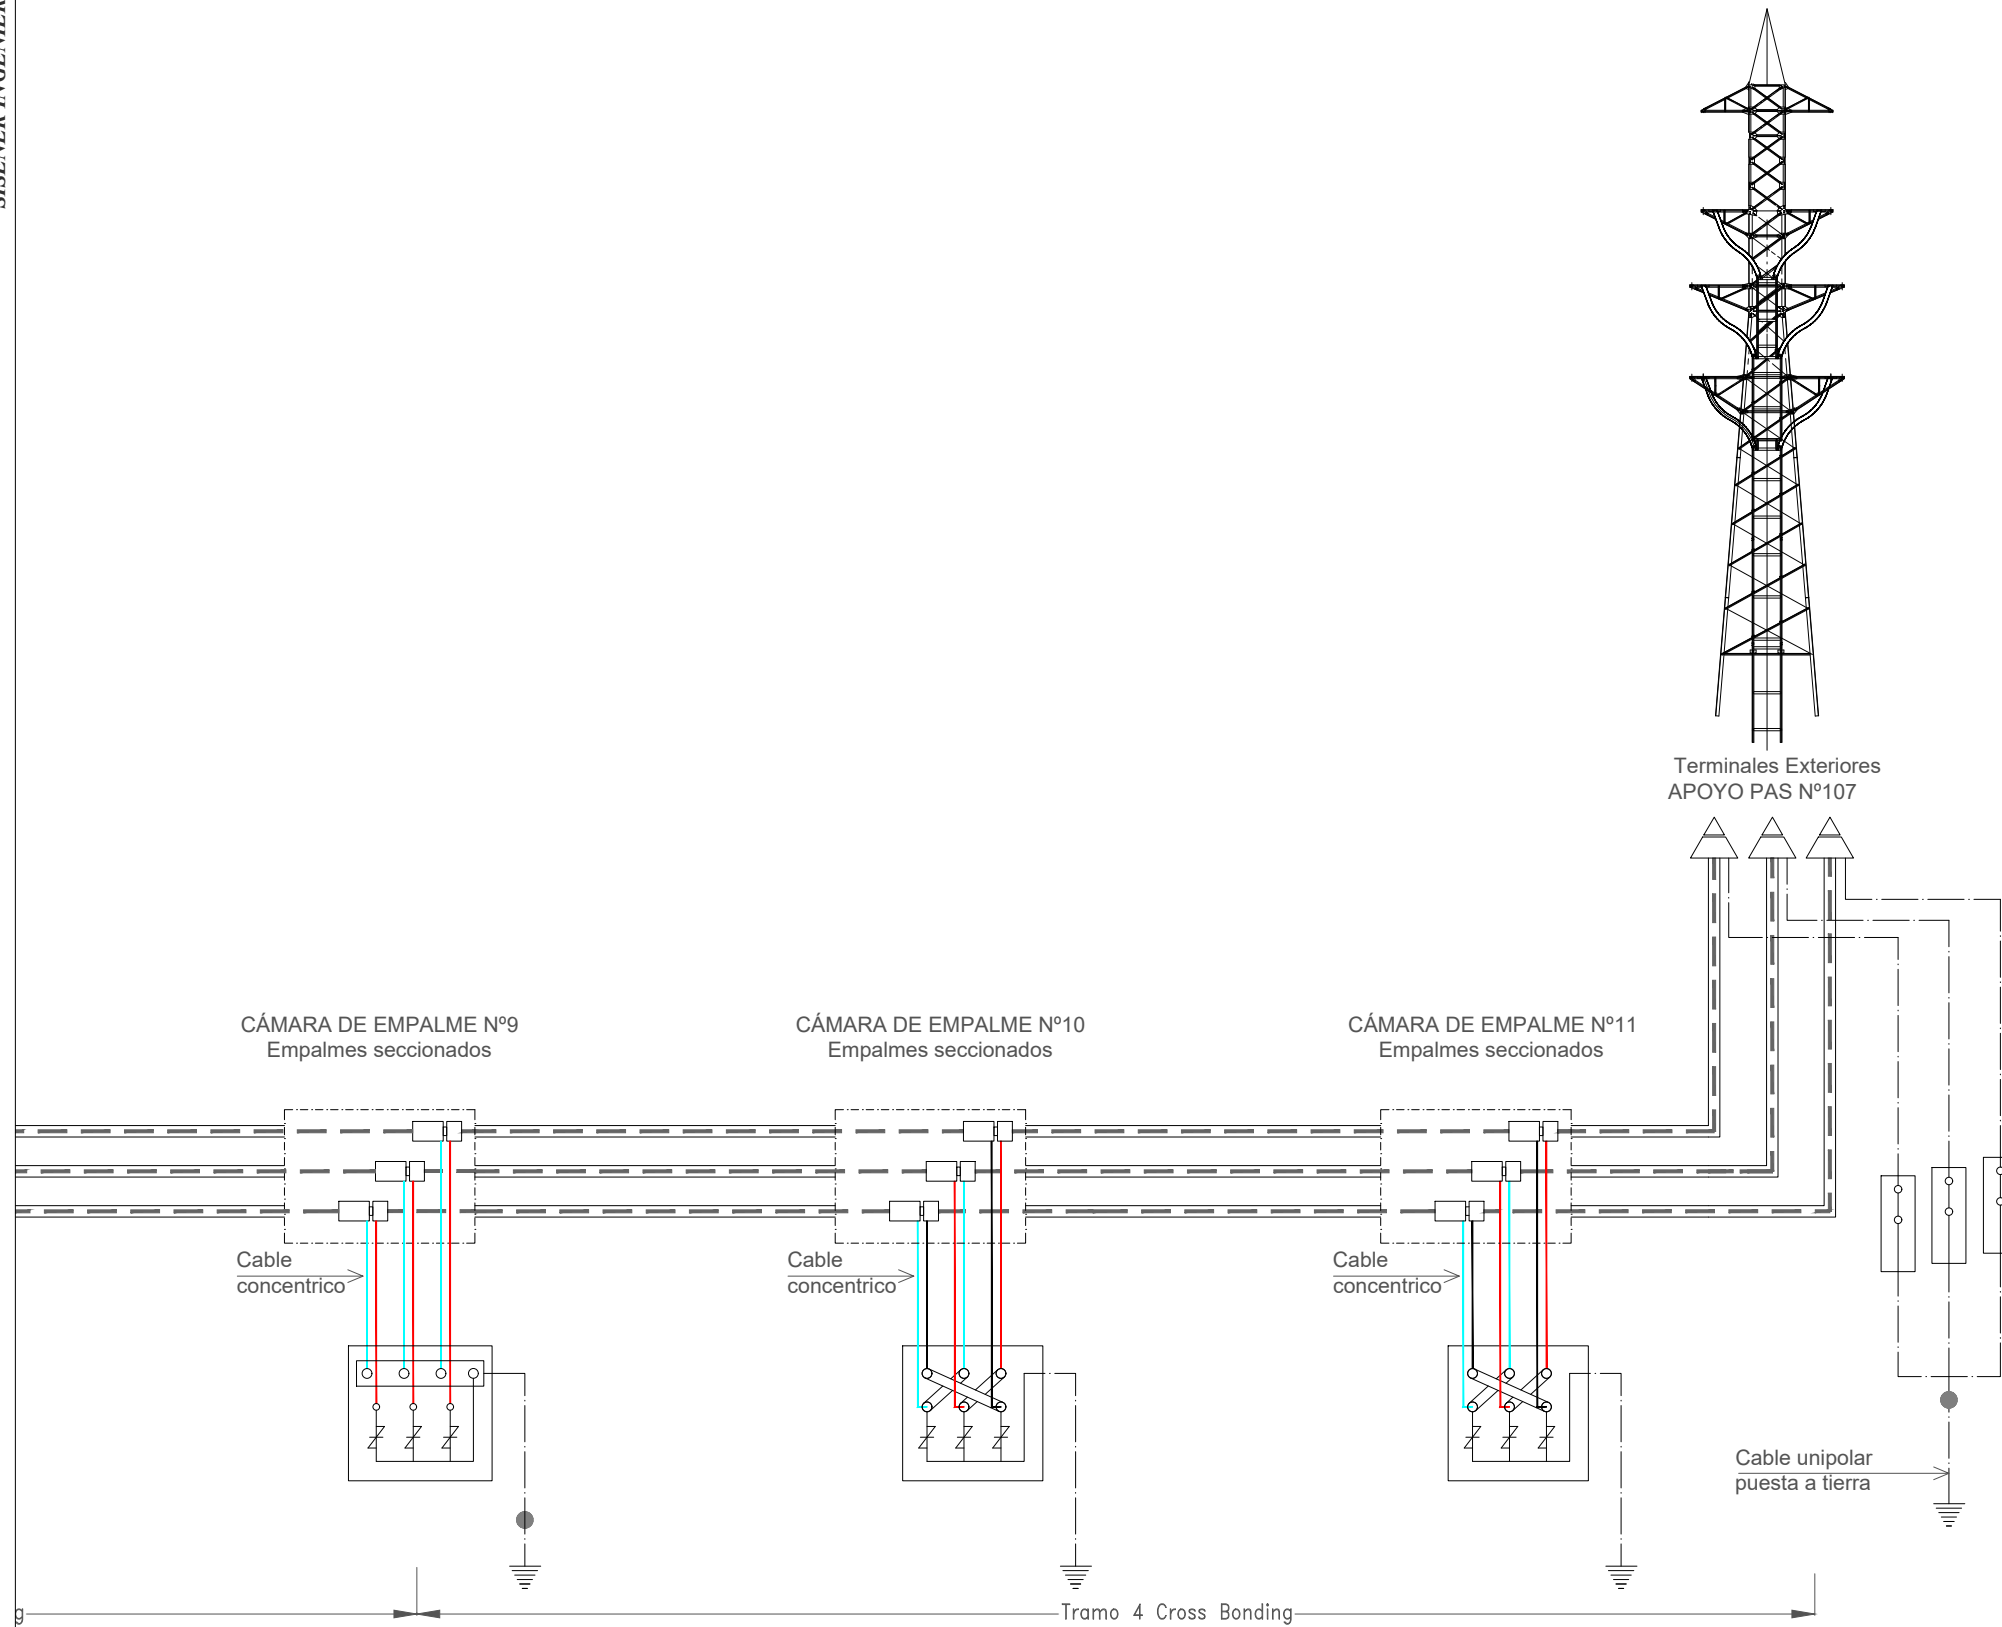 Terminales Exteriores
APOYO PAS Nº107
CÁMARA DE EMPALME Nº9
Empalmes seccionados
CÁMARA DE EMPALME Nº10
Empalmes seccionados
CÁMARA DE EMPALME Nº11
Empalmes seccionados
Cable
concentrico
Cable
concentrico
Cable
concentrico
Cable unipolar
puesta a tierra
g
Tramo 4 Cross Bonding